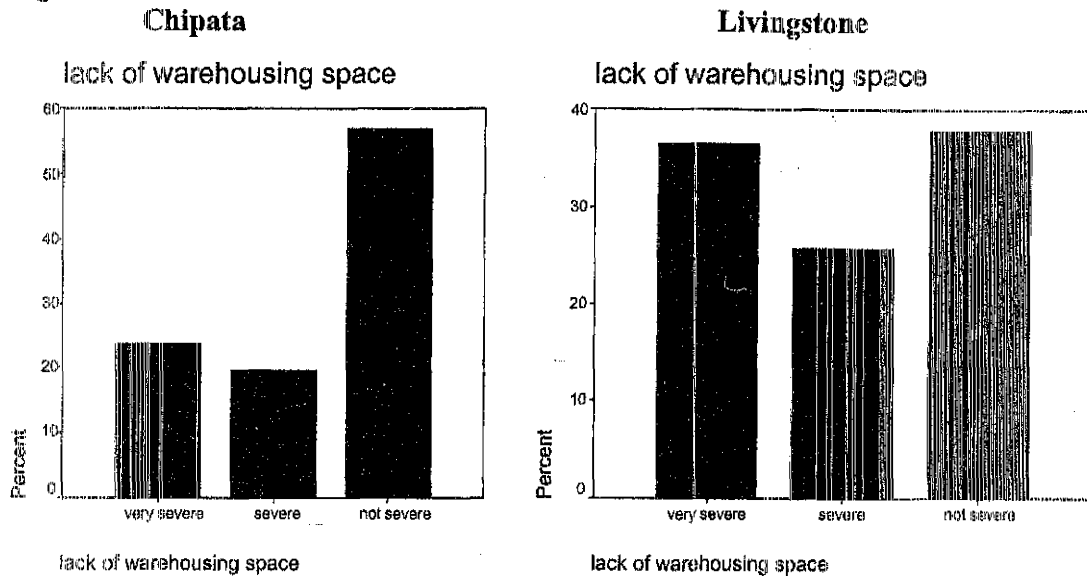 Chipata
lack of warehousing space
60
50
40
30
20
10
0
Percent
very severe
severe
not severe
lack of warehousing space
Livingstone
lack of warehousing space
40
30
20
10
0
Percent
very severe
severe
not severe
lack of warehousing space